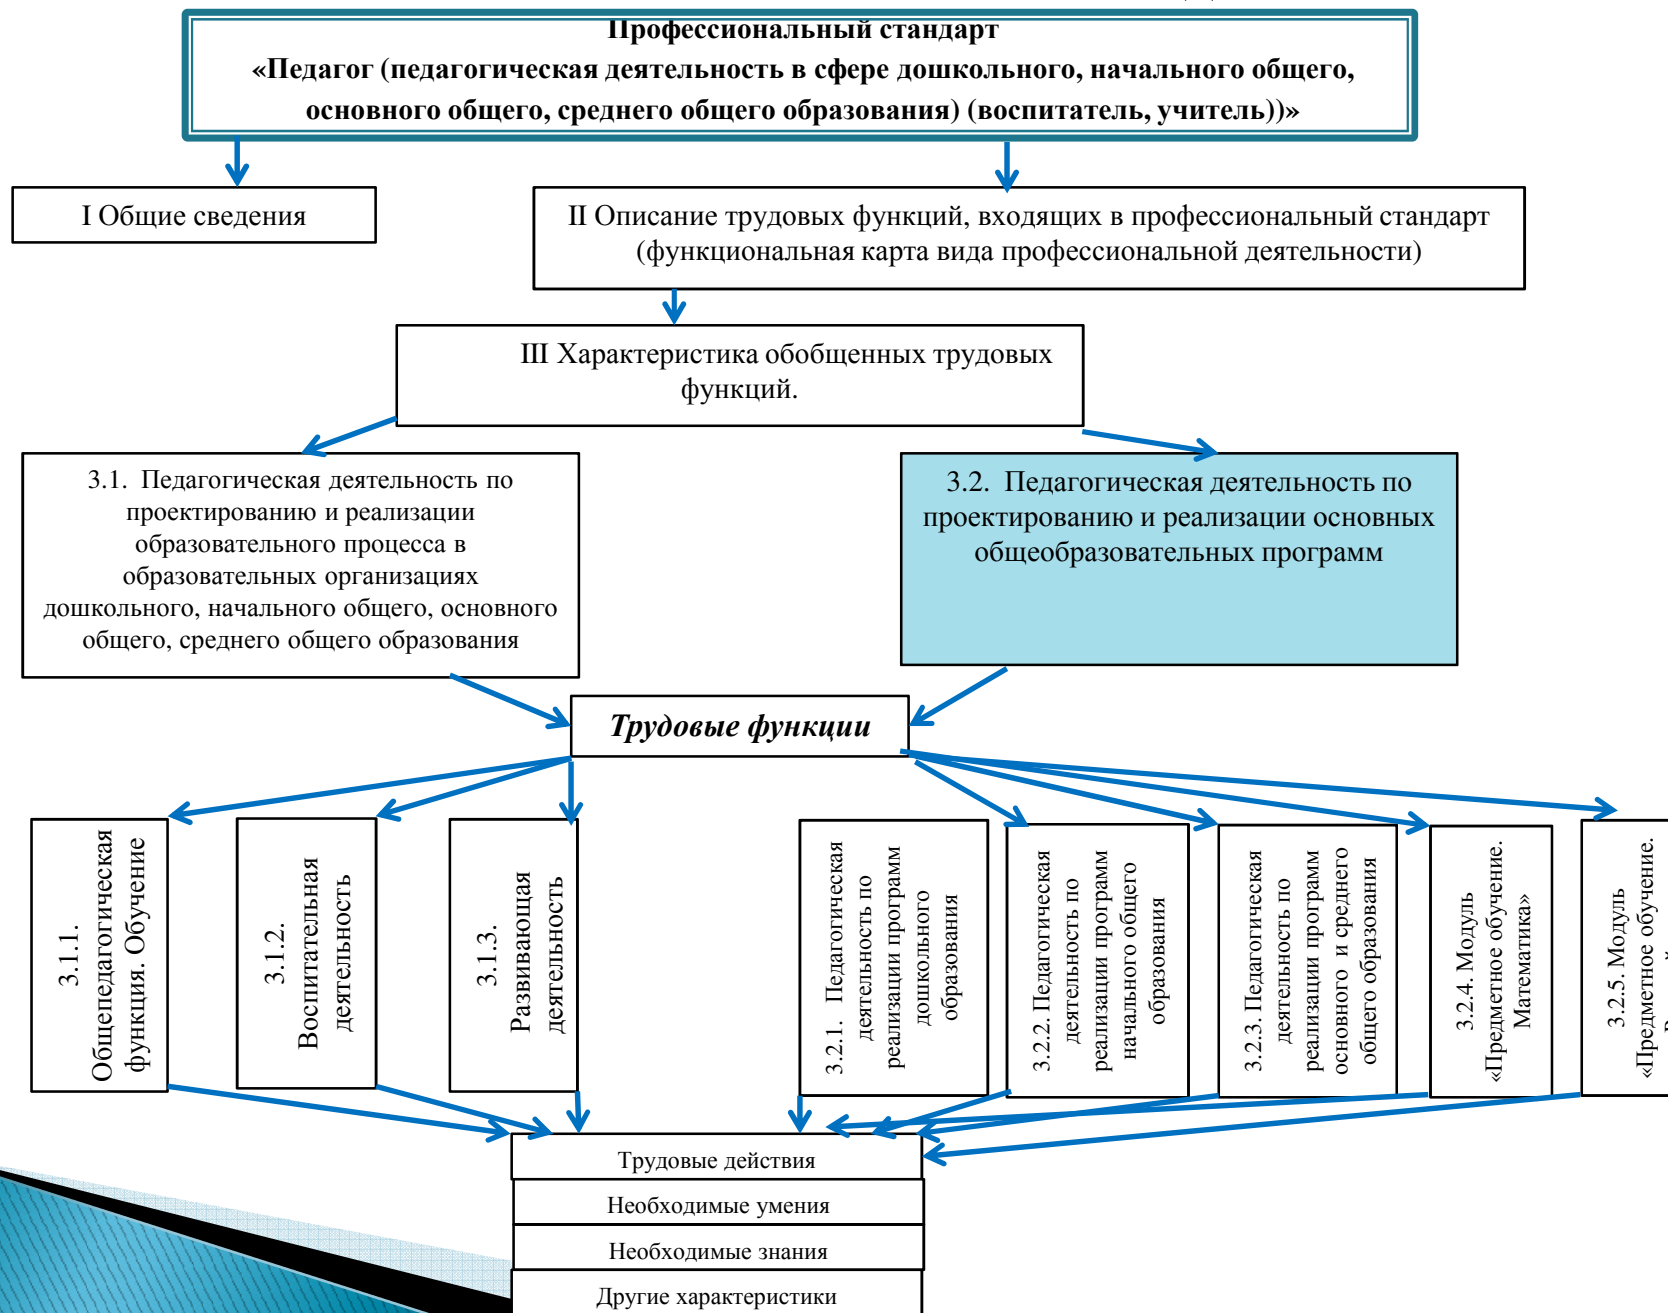 Профессиональный стандарт
«Педагог (педагогическая деятельность в сфере дошкольного, начального общего,
основного общего, среднего общего образования) (воспитатель, учитель))»
I Общие сведения
II Описание трудовых функций, входящих в профессиональный стандарт
(функциональная карта вида профессиональной деятельности)
III Характеристика обобщенных трудовых
функций.
3.1. Педагогическая деятельность по
проектированию и реализации
образовательного процесса в
образовательных организациях
дошкольного, начального общего, основного
общего, среднего общего образования
3.2. Педагогическая деятельность по
проектированию и реализации основных
общеобразовательных программ
Трудовые функции
3.1.1.
Общепедагогическая
функция. Обучение
3.1.2.
Воспитательная
деятельность
3.1.3.
Развивающая
деятельность
3.2.1. Педагогическая
деятельность по
реализации программ
дошкольного
образования
3.2.2. Педагогическая
деятельность по
реализации программ
начального общего
образования
3.2.3. Педагогическая
деятельность по
реализации программ
основного и среднего
общего образования
3.2.4. Модуль
«Предметное обучение.
Математика»
3.2.5. Модуль
«Предметное обучение.
Трудовые действия
Необходимые умения
Необходимые знания
Другие характеристики